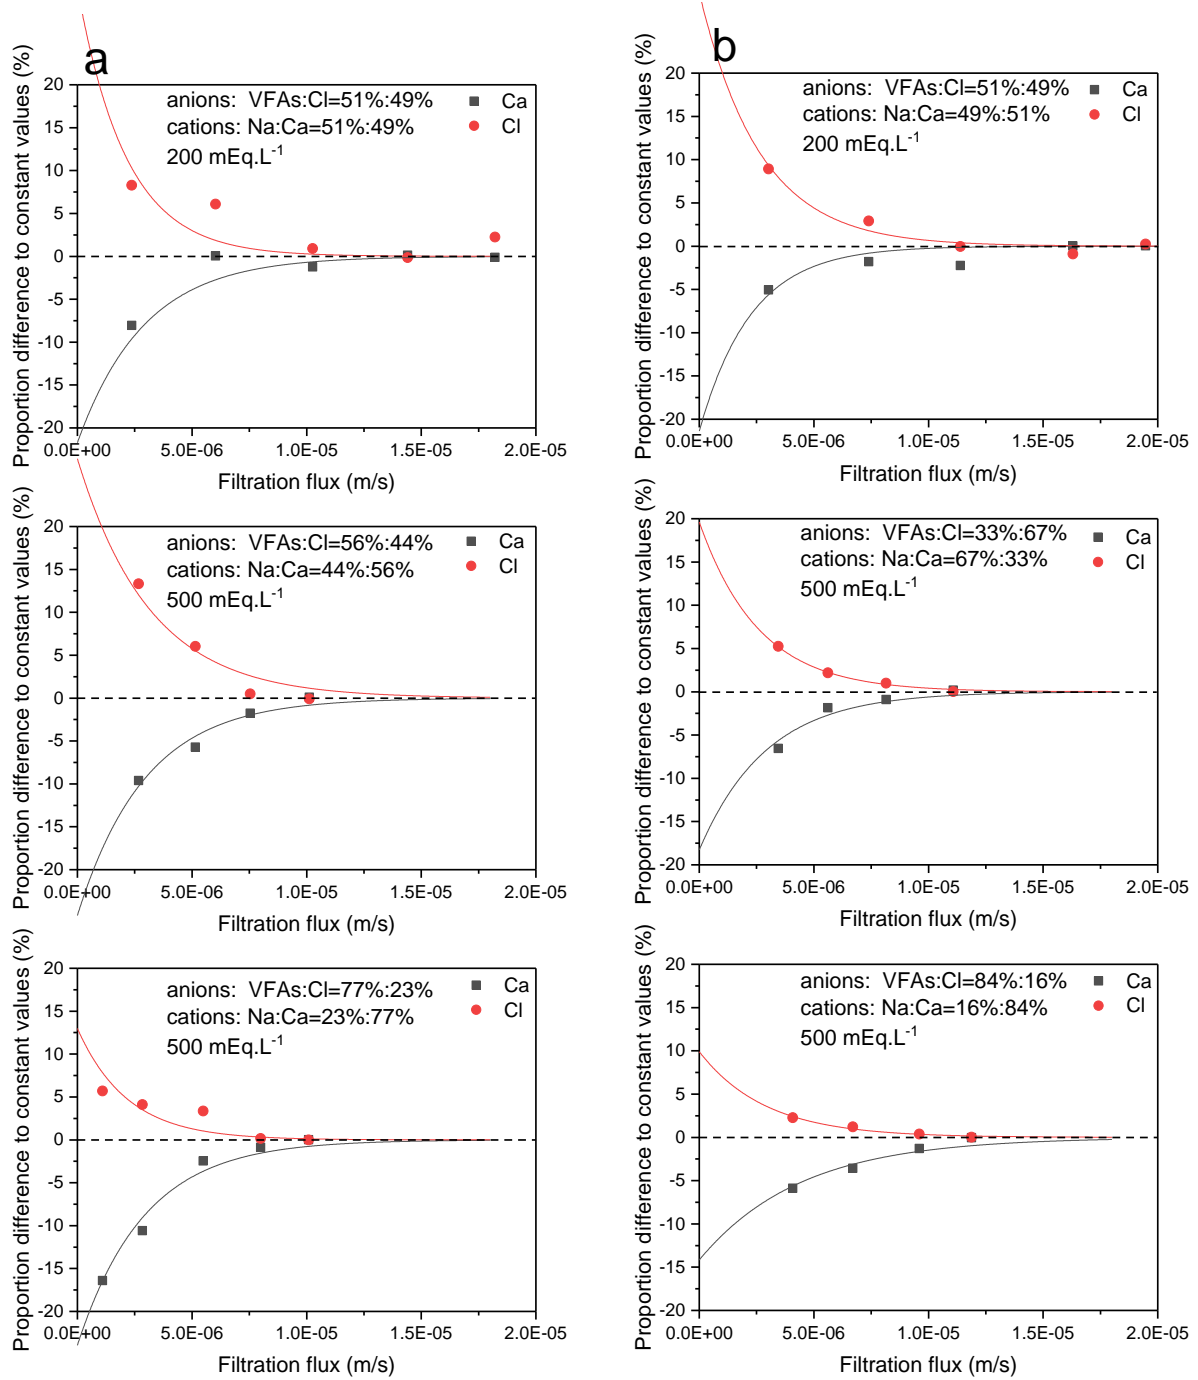 a
Proportion difference to constant values (%)
20
15
10
5
0
-5
-10
-15
-20
anions: VFAs:Cl=51%:49%
cations: Na:Ca=51%:49%
200 mEq.L-1
Ca
Cl
0.0E+00 5.0E-06 1.0E-05 1.5E-05 2.0E-05
Filtration flux (m/s)
b
Proportion difference to constant values (%)
20
15
10
5
0
-5
-10
-15
-20
anions: VFAs:Cl=51%:49%
cations: Na:Ca=49%:51%
200 mEq.L-1
Ca
Cl
0.0E+00 5.0E-06 1.0E-05 1.5E-05 2.0E-05
Filtration flux (m/s)
Proportion difference to constant values (%)
20
15
10
5
0
-5
-10
-15
-20
anions: VFAs:Cl=56%:44%
cations: Na:Ca=44%:56%
500 mEq.L-1
Ca
Cl
0.0E+00 5.0E-06 1.0E-05 1.5E-05 2.0E-05
Filtration flux (m/s)
Proportion difference to constant values (%)
20
15
10
5
0
-5
-10
-15
-20
anions: VFAs:Cl=33%:67%
cations: Na:Ca=67%:33%
500 mEq.L-1
Ca
Cl
0.0E+00 5.0E-06 1.0E-05 1.5E-05 2.0E-05
Filtration flux (m/s)
Proportion difference to constant values (%)
20
15
10
5
0
-5
-10
-15
-20
anions: VFAs:Cl=77%:23%
cations: Na:Ca=23%:77%
500 mEq.L-1
Ca
Cl
0.0E+00 5.0E-06 1.0E-05 1.5E-05 2.0E-05
Filtration flux (m/s)
Proportion difference to constant values (%)
20
15
10
5
0
-5
-10
-15
-20
anions: VFAs:Cl=84%:16%
cations: Na:Ca=16%:84%
500 mEq.L-1
Ca
Cl
0.0E+00 5.0E-06 1.0E-05 1.5E-05 2.0E-05
Filtration flux (m/s)